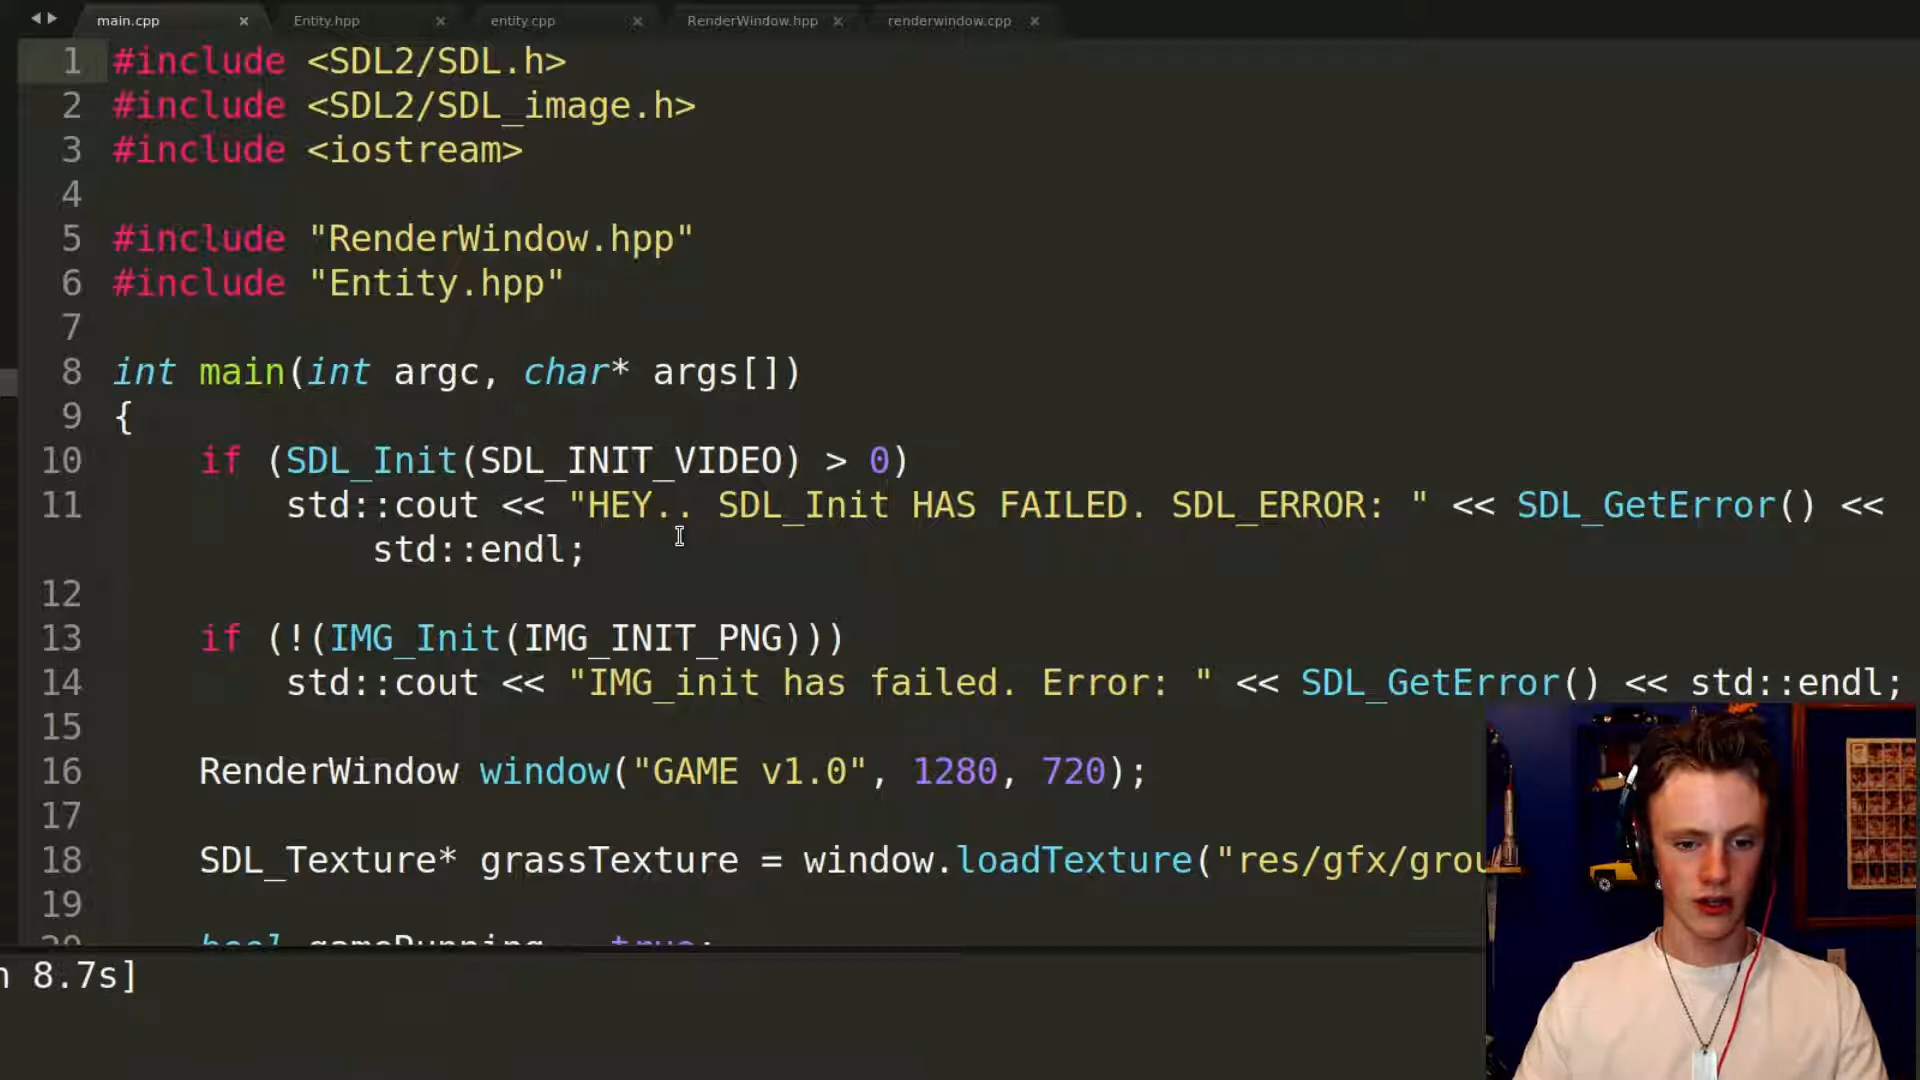 main.cpp × Entity.hpp × entity.cpp × RenderWindow.hpp × renderwindow.cpp ×
1 #include <SDL2/SDL.h>
2 #include <SDL2/SDL_image.h>
3 #include <iostream>
4
5 #include "RenderWindow.hpp"
6 #include "Entity.hpp"
7
8 int main(int argc, char* args[])
9 {
10 if (SDL_Init(SDL_INIT_VIDEO) > 0)
11 std::cout << "HEY.. SDL_Init HAS FAILED. SDL_ERROR: " << SDL_GetError() <<
std::endl;
12
13 if (!(IMG_Init(IMG_INIT_PNG)))
14 std::cout << "IMG_init has failed. Error: " << SDL_GetError() << std::endl;
15
16 RenderWindow window("GAME v1.0", 1280, 720);
17
18 SDL_Texture* grassTexture = window.loadTexture("res/gfx/grou
19
20 bool gameRunning = true;
n 8.7s]